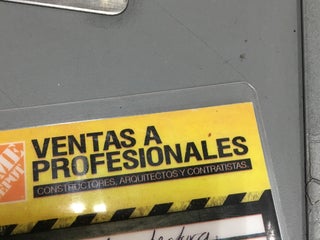 VENTAS A
PROFESIONALES
CONSTRUCTORES, ARQUITECTOS Y CONTRATISTAS.